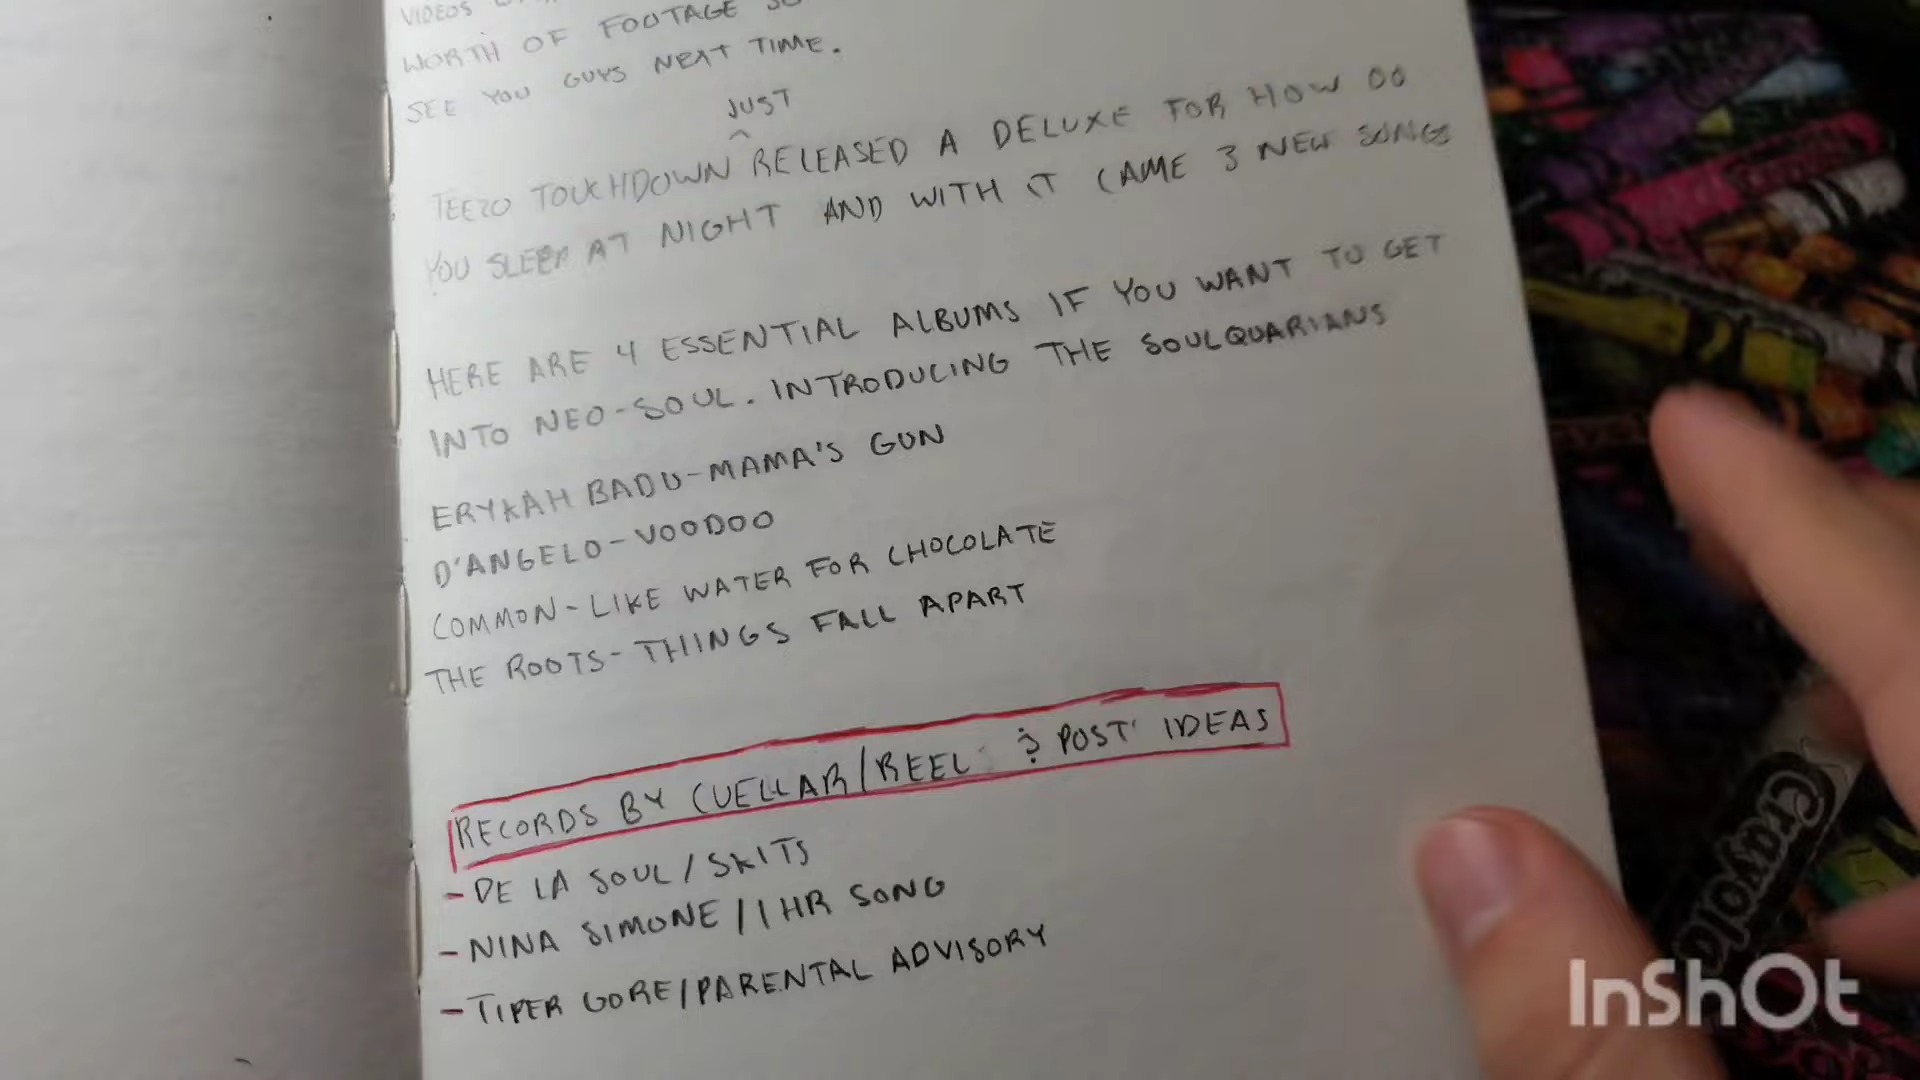 VIDEOS
WORTH OF FOOTAGE SO
SEE YOU GUYS NEXT TIME.
JUST
TEEZO TOUCHDOWN ^ RELEASED A DELUXE FOR HOW DO
YOU SLEEP AT NIGHT AND WITH IT CAME 3 NEW SONGS
HERE ARE 4 ESSENTIAL ALBUMS IF YOU WANT TO GET
INTO NEO-SOUL. INTRODUCING THE SOULQUARIANS
ERYKAH BADU-MAMA'S GUN
D'ANGELO-VOODOO
COMMON-LIKE WATER FOR CHOCOLATE
THE ROOTS-THINGS FALL APART
RECORDS BY CUELLAR/REEL & POST IDEAS
-DE LA SOUL/SKITS
-NINA SIMONE/1 HR SONG
-TIPER GORE/PARENTAL ADVISORY
Crayola
InShOt